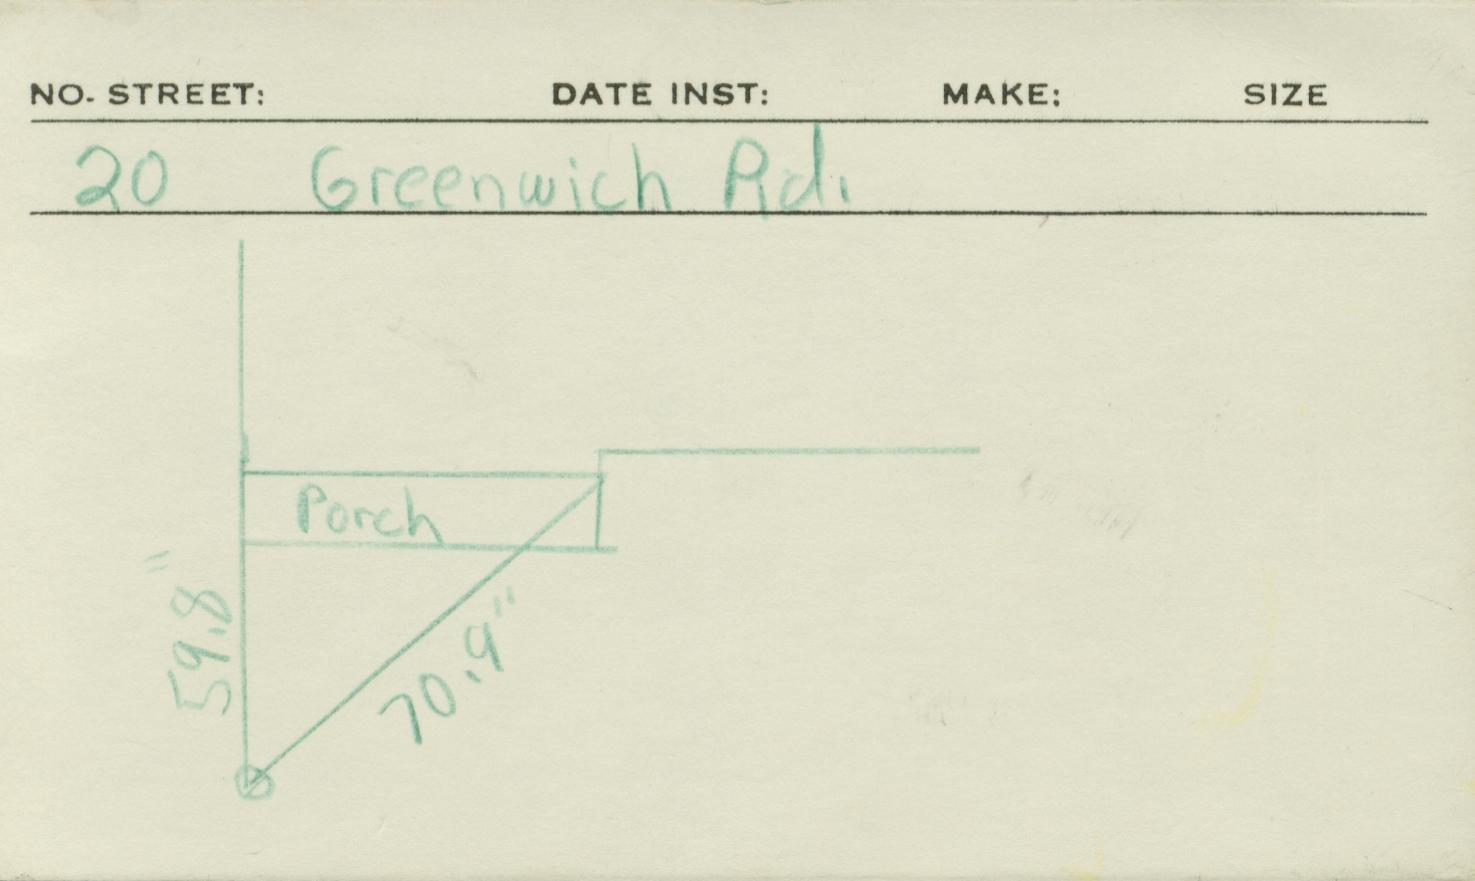 NO. STREET: DATE INST: MAKE: SIZE
20 Greenwich Rd.
Porch
59.8"
70.9"